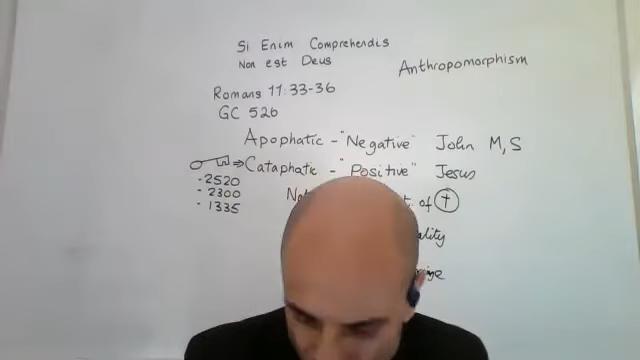 Si Enim Comprehendis
Non est Deus
Anthropomorphism
Romans 11:33-36
GC 526
Apophatic - "Negative" John M, S
⇒ Cataphatic - "Positive" Jesus
- 2520
- 2300
- 1335
of